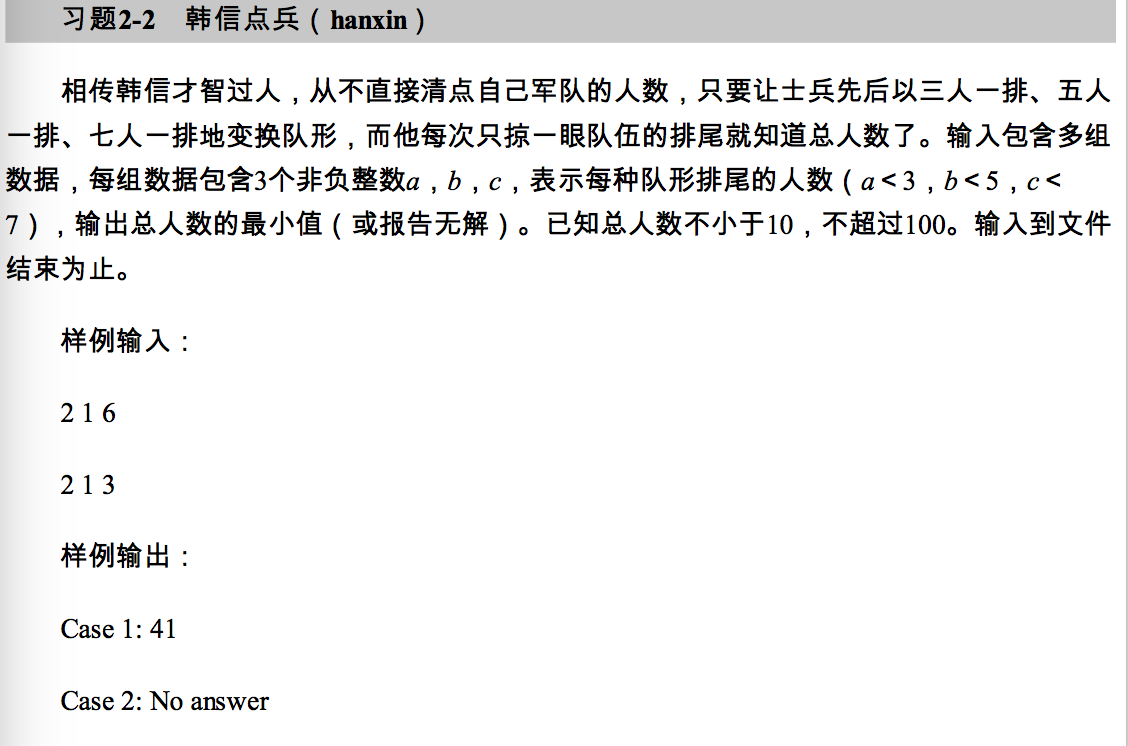 习题2-2 韩信点兵（hanxin）
相传韩信才智过人，从不直接清点自己军队的人数，只要让士兵先后以三人一排、五人
一排、七人一排地变换队形，而他每次只掠一眼队伍的排尾就知道总人数了。输入包含多组
数据，每组数据包含3个非负整数a，b，c，表示每种队形排尾的人数（a＜3，b＜5，c＜
7），输出总人数的最小值（或报告无解）。已知总人数不小于10，不超过100。输入到文件
结束为止。
样例输入：
2 1 6
2 1 3
样例输出：
Case 1: 41
Case 2: No answer